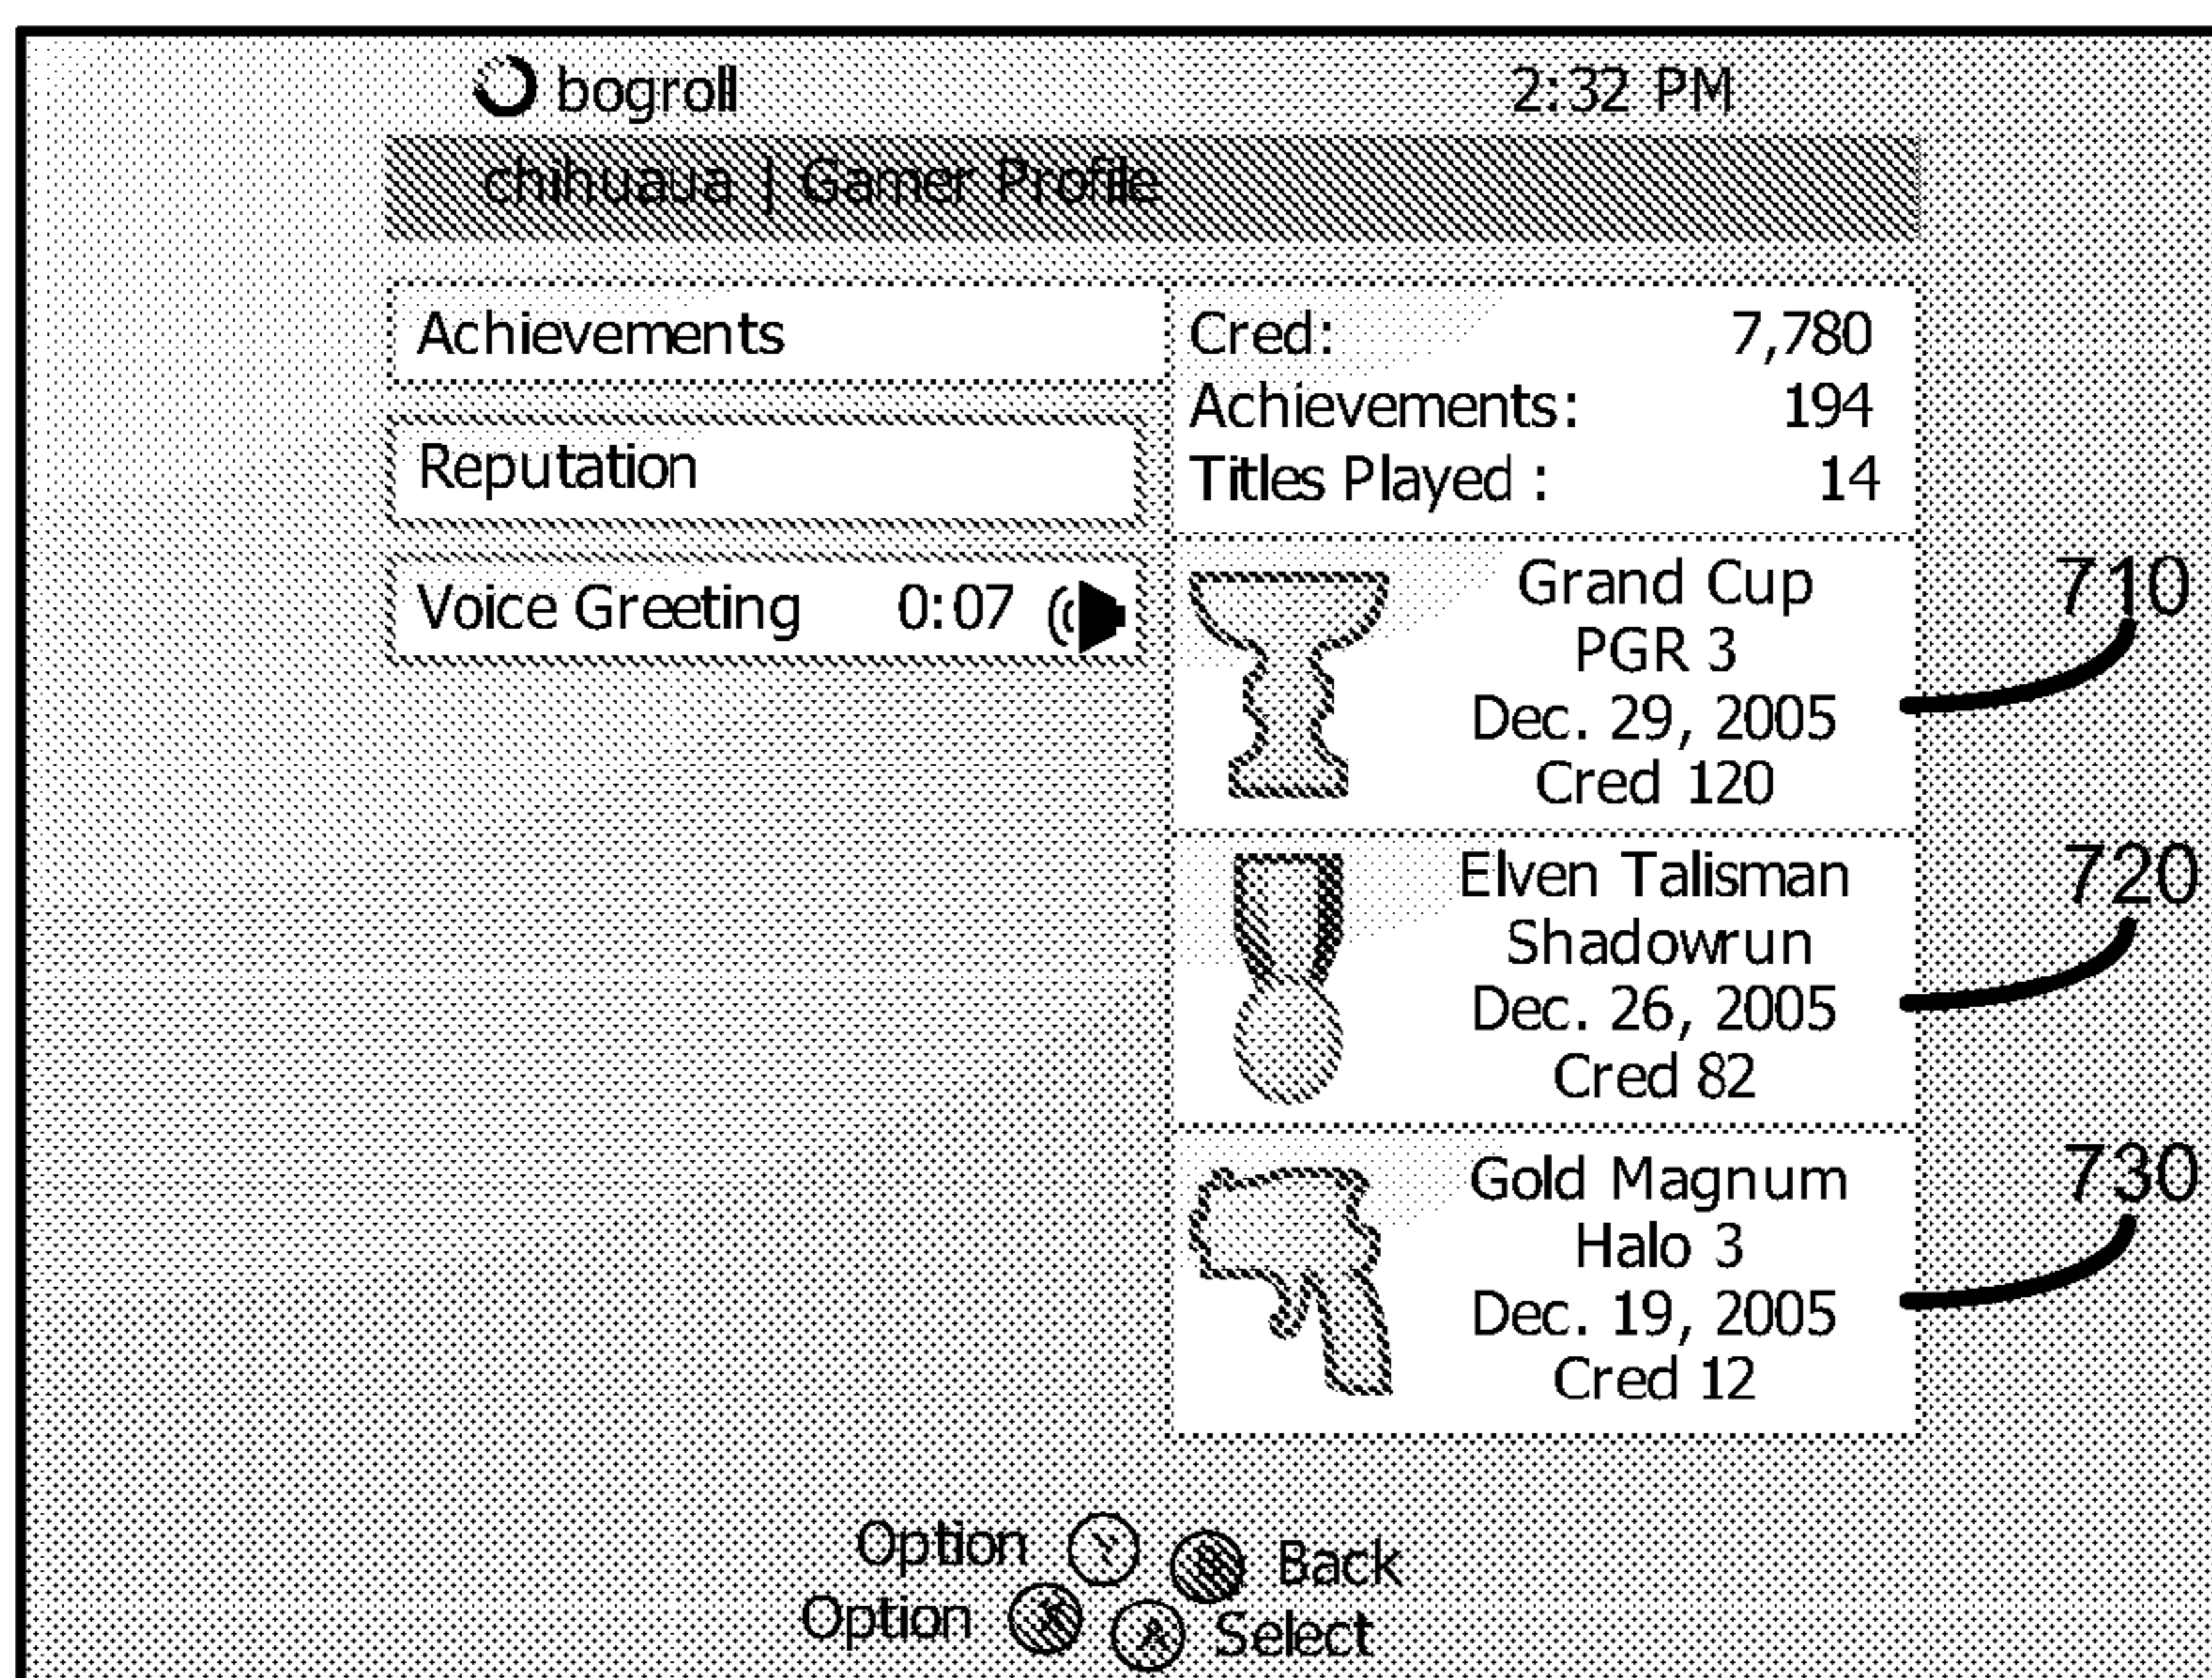 bogroll 2:32 PM
chihuaua | Gamer Profile
Achievements
Reputation
Voice Greeting 0:07
Cred: 7,780
Achievements: 194
Titles Played : 14
Grand Cup
PGR 3
Dec. 29, 2005
Cred 120
710
Elven Talisman
Shadowrun
Dec. 26, 2005
Cred 82
720
Gold Magnum
Halo 3
Dec. 19, 2005
Cred 12
730
Option Y B Back
Option X A Select